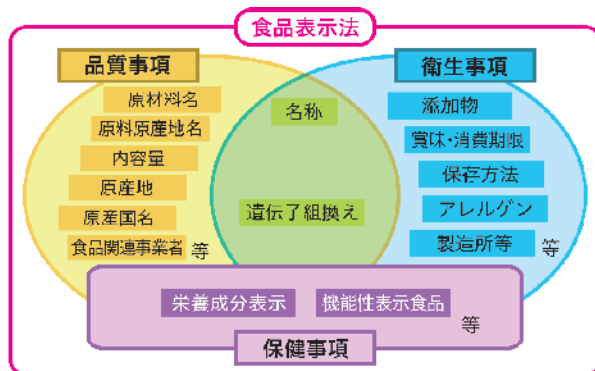 食品表示法
品質事項
原材料名
原料原産地名
内容量
原産地
原産国名
食品関連事業者 等
名称
遺伝子組換え
衛生事項
添加物
賞味・消費期限
保存方法
アレルゲン
製造所等 等
栄養成分表示 機能性表示食品 等
保健事項